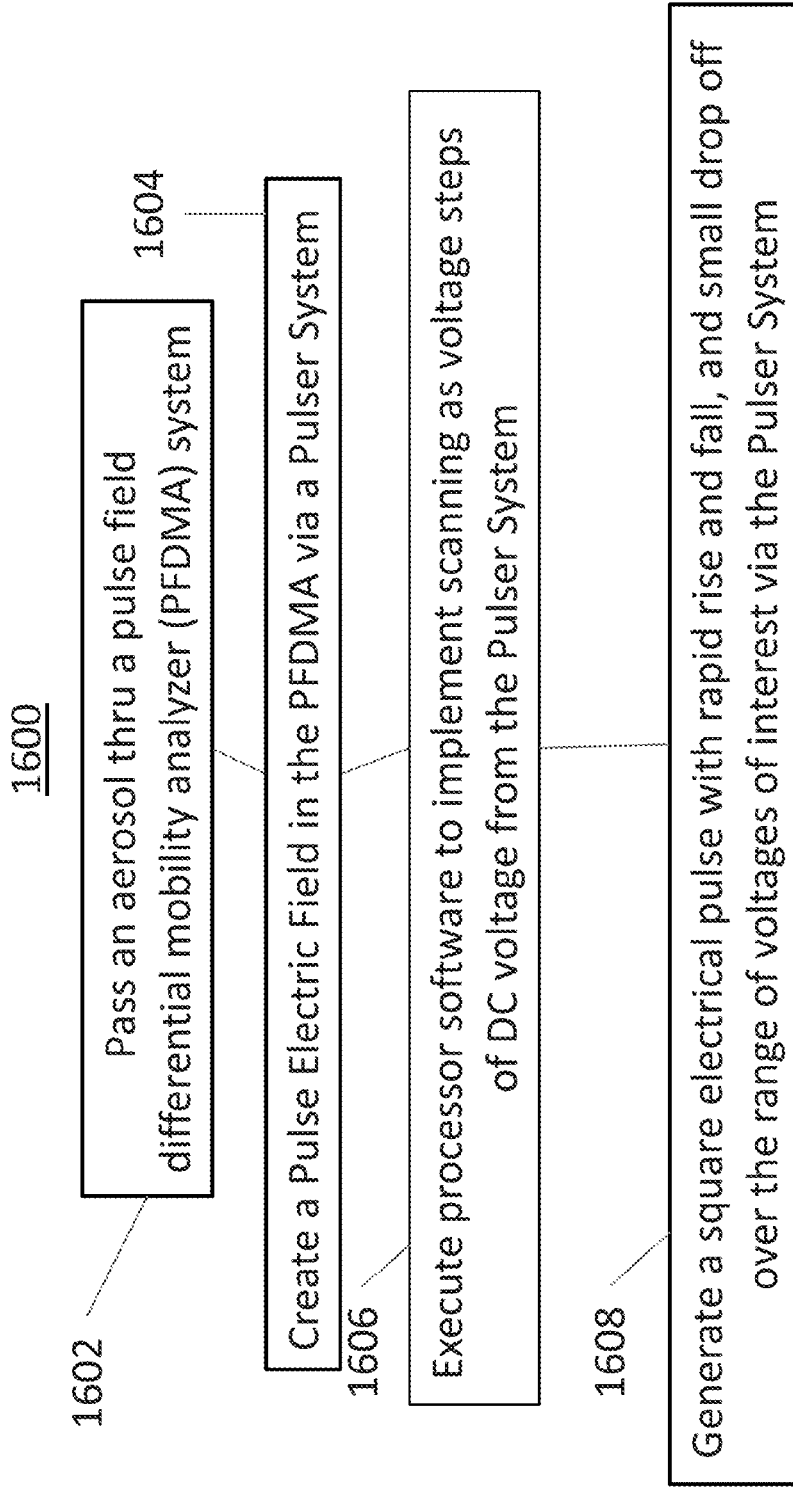 1600
1602
Pass an aerosol thru a pulse field
differential mobility analyzer (PFDMA) system
1604
Create a Pulse Electric Field in the PFDMA via a Pulser System
1606
Execute processor software to implement scanning as voltage steps
of DC voltage from the Pulser System
1608
Generate a square electrical pulse with rapid rise and fall, and small drop off
over the range of voltages of interest via the Pulser System